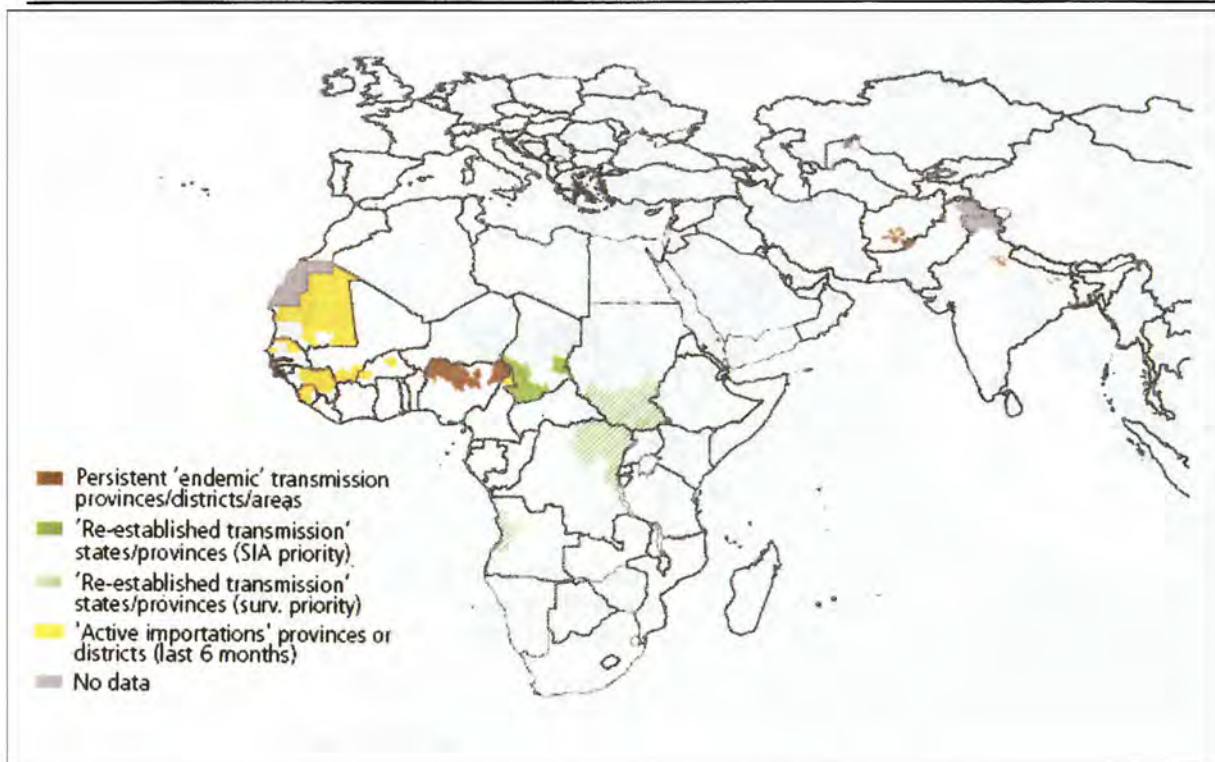 Persistent 'endemic' transmission
provinces/districts/areas
'Re-established transmission'
states/provinces (SIA priority)
'Re-established transmission'
states/provinces (surv. priority)
'Active importations' provinces or
districts (last 6 months)
No data